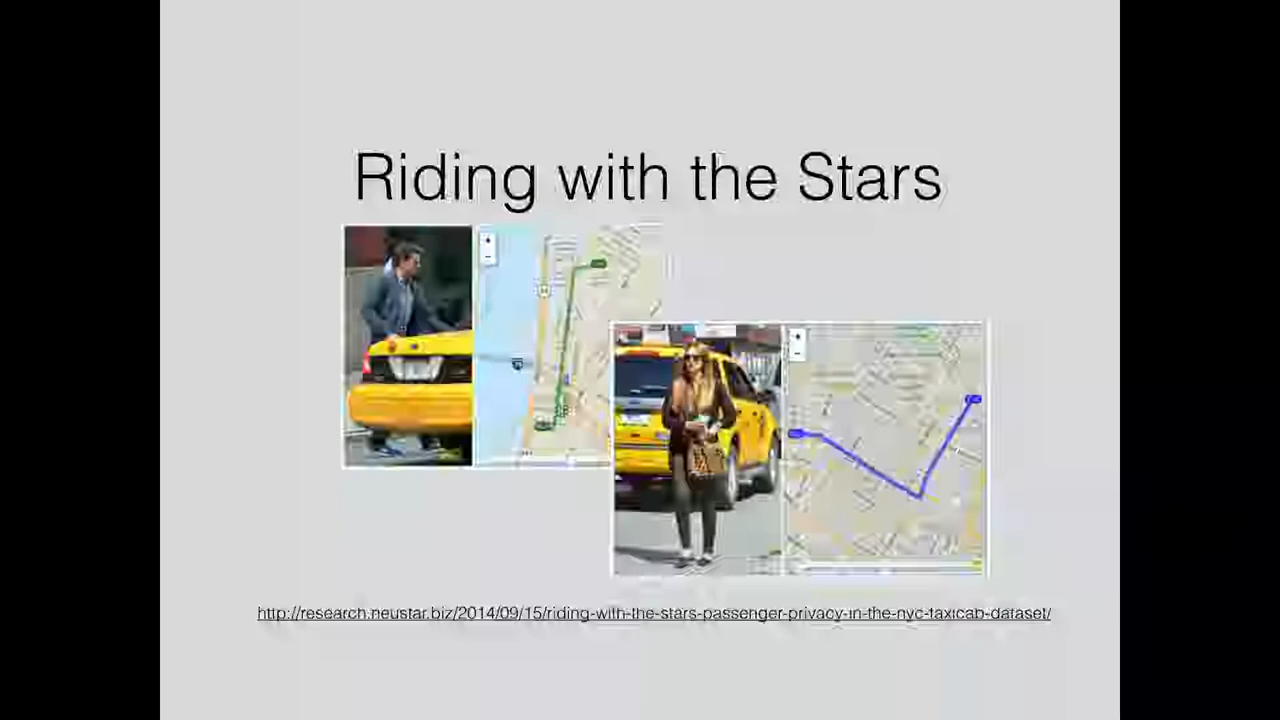 Riding with the Stars
http://research.neustar.biz/2014/09/15/riding-with-the-stars-passenger-privacy-in-the-nyc-taxicab-dataset/